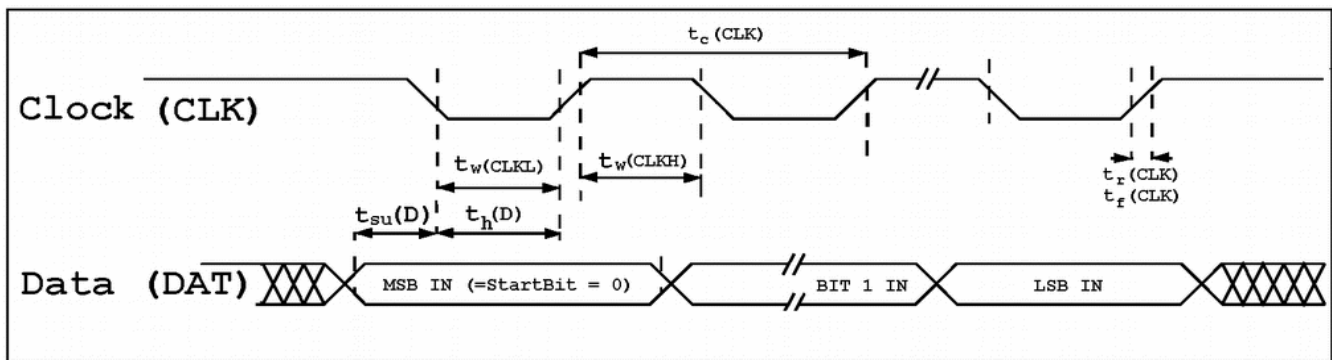 t_c(CLK)
Clock (CLK)
t_w(CLKL)
t_w(CLKH)
t_r(CLK)
t_f(CLK)
t_su(D)
t_h(D)
Data (DAT)
MSB IN (=StartBit = 0)
BIT 1 IN
LSB IN